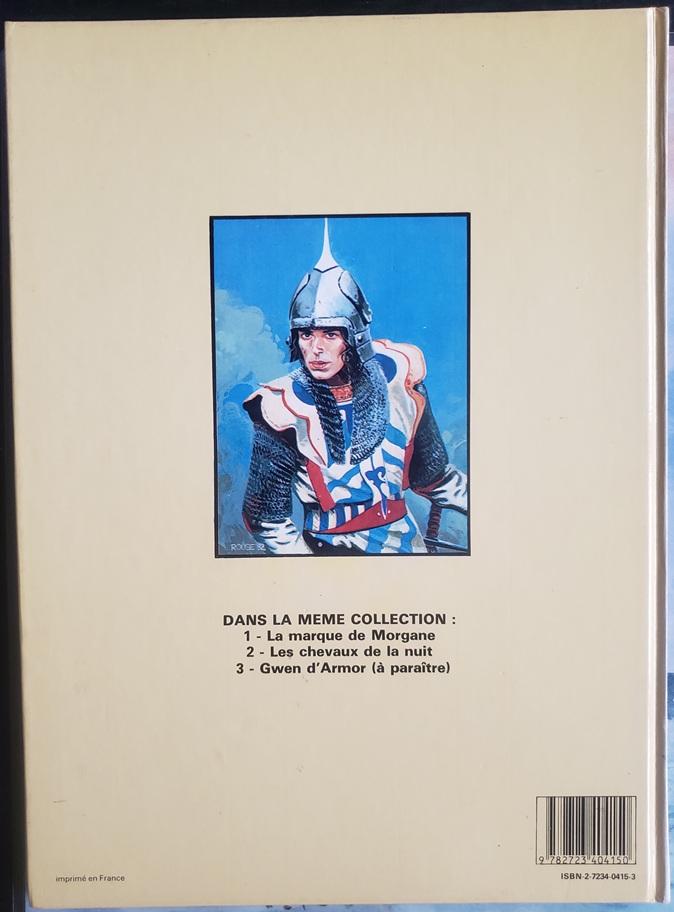 ROUGE 82
DANS LA MEME COLLECTION :
1 - La marque de Morgane
2 - Les chevaux de la nuit
3 - Gwen d'Armor (à paraître)
9 782723 404150
imprimé en France
ISBN-2-7234-0415-3